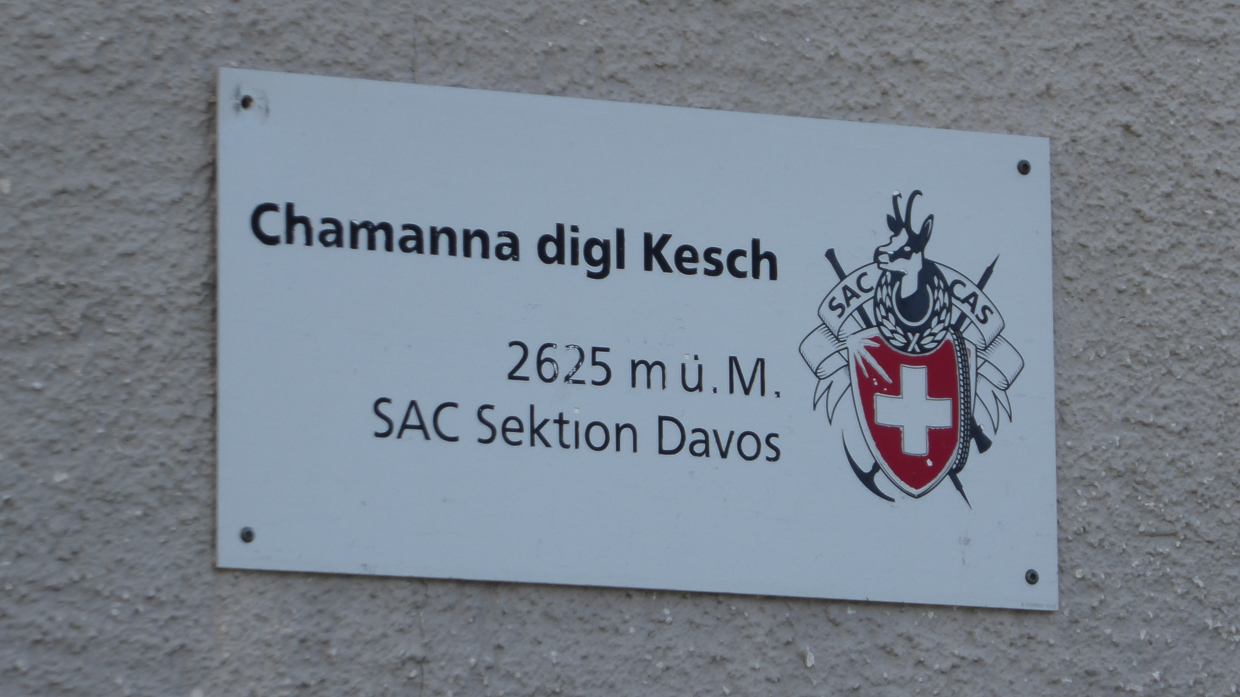 Chamanna digl Kesch
2625 m ü.M.
SAC Sektion Davos
SAC CAS
X